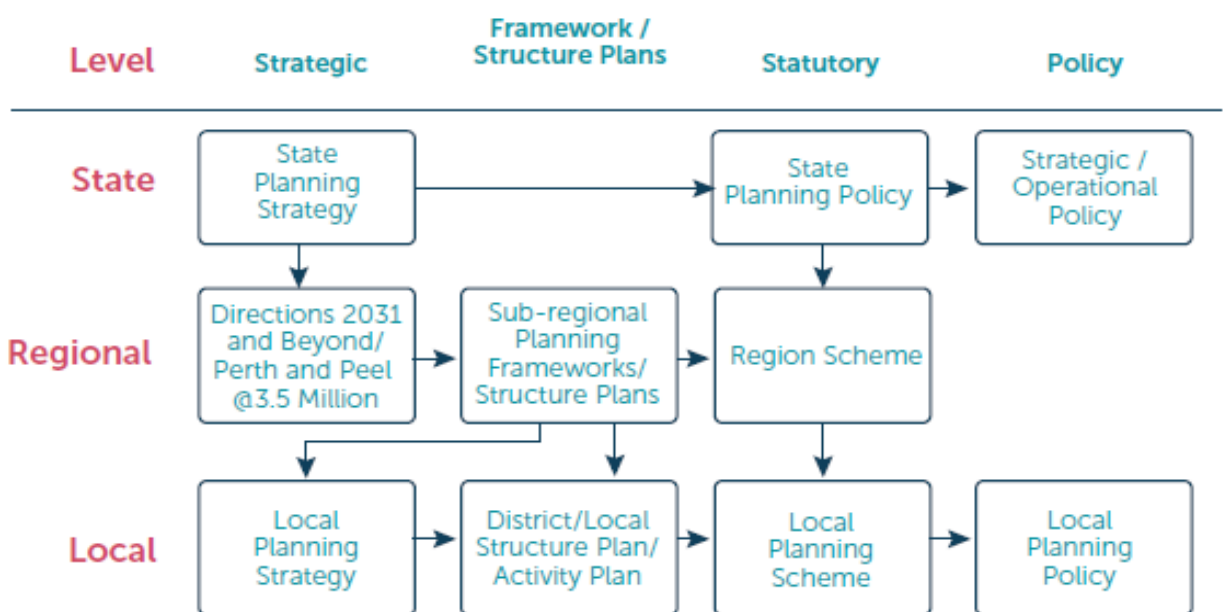 Level
Strategic
Framework /
Structure Plans
Statutory
Policy
State
State
Planning
Strategy
State
Planning Policy
Strategic /
Operational
Policy
Regional
Directions 2031
and Beyond/
Perth and Peel
@3.5 Million
Sub-regional
Planning
Frameworks/
Structure Plans
Region Scheme
Local
Local
Planning
Strategy
District/Local
Structure Plan/
Activity Plan
Local
Planning
Scheme
Local
Planning
Policy